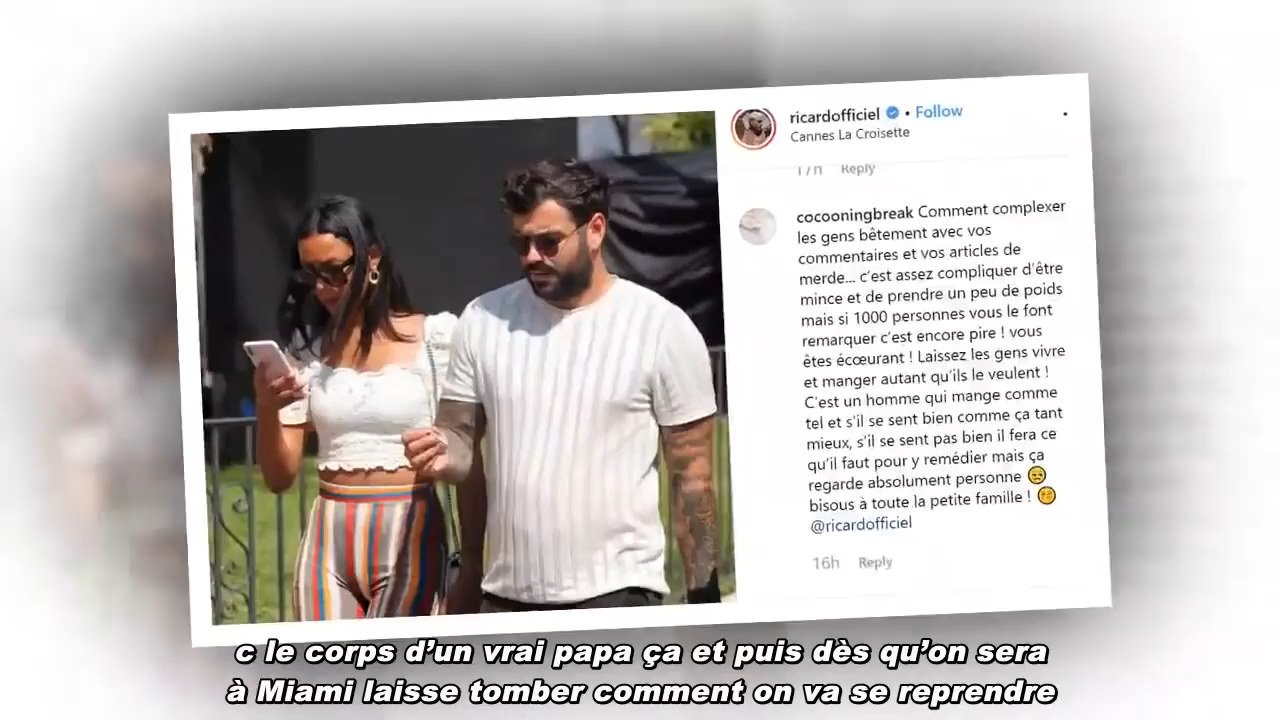 ricardofficiel • Follow
Cannes La Croisette
17h Reply
cocooningbreak Comment complexer
les gens bêtement avec vos
commentaires et vos articles de
merde... c'est assez compliquer d'être
mince et de prendre un peu de poids
mais si 1000 personnes vous le font
remarquer c'est encore pire ! vous
êtes écœurant ! Laissez les gens vivre
et manger autant qu'ils le veulent !
C'est un homme qui mange comme
tel et s'il se sent bien comme ça tant
mieux, s'il se sent pas bien il fera ce
qu'il faut pour y remédier mais ça
regarde absolument personne 😒
bisous à toute la petite famille ! 😚
@ricardofficiel
16h Reply
c le corps d'un vrai papa ça et puis dès qu'on sera
à Miami laisse tomber comment on va se reprendre